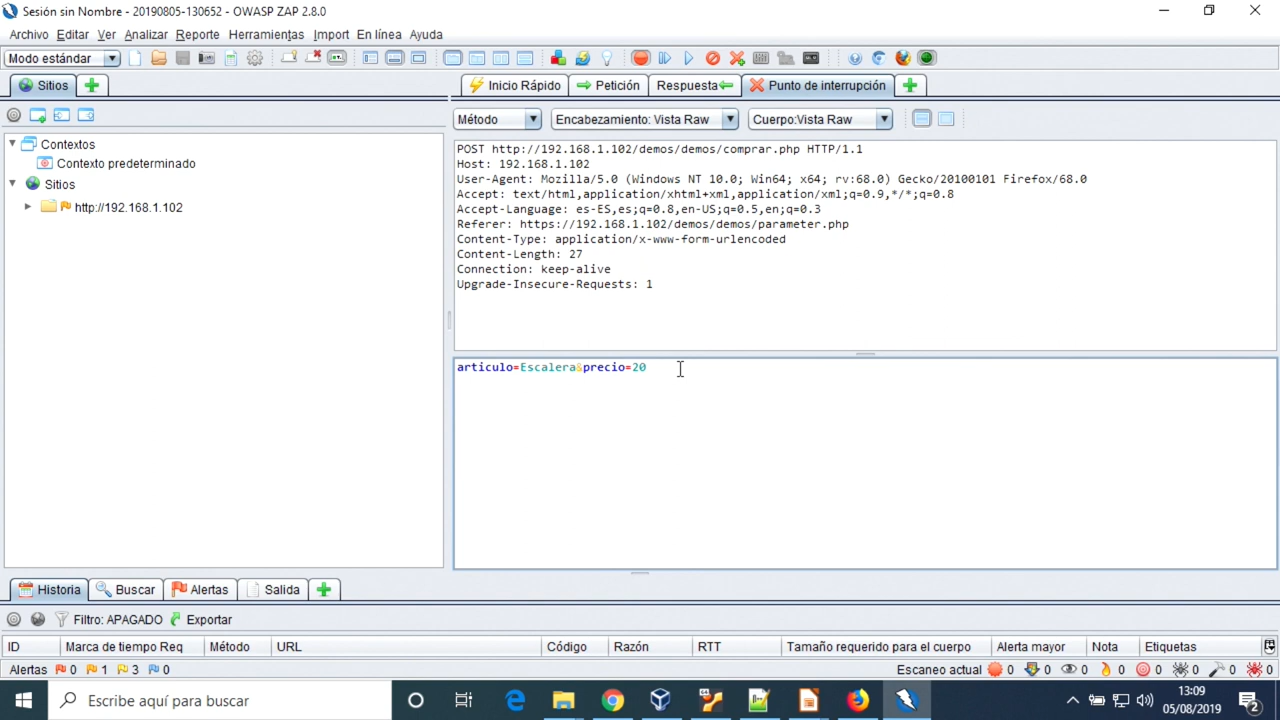 Sesión sin Nombre - 20190805-130652 - OWASP ZAP 2.8.0
Archivo Editar Ver Analizar Reporte Herramientas Import En línea Ayuda
Modo estándar
Sitios
Inicio Rápido Petición Respuesta Punto de interrupción
Método Encabezamiento: Vista Raw Cuerpo:Vista Raw
Contextos
Contexto predeterminado
Sitios
http://192.168.1.102
POST http://192.168.1.102/demos/demos/comprar.php HTTP/1.1
Host: 192.168.1.102
User-Agent: Mozilla/5.0 (Windows NT 10.0; Win64; x64; rv:68.0) Gecko/20100101 Firefox/68.0
Accept: text/html,application/xhtml+xml,application/xml;q=0.9,*/*;q=0.8
Accept-Language: es-ES,es;q=0.8,en-US;q=0.5,en;q=0.3
Referer: https://192.168.1.102/demos/demos/parameter.php
Content-Type: application/x-www-form-urlencoded
Content-Length: 27
Connection: keep-alive
Upgrade-Insecure-Requests: 1
articulo=Escalera&precio=20
Historia Buscar Alertas Salida
Filtro: APAGADO Exportar
ID Marca de tiempo Req Método URL Código Razón RTT Tamaño requerido para el cuerpo Alerta mayor Nota Etiquetas
Alertas 0 1 3 0 Escaneo actual 0 0 0 0 0 0 0 0
Escribe aquí para buscar
13:09
05/08/2019
2